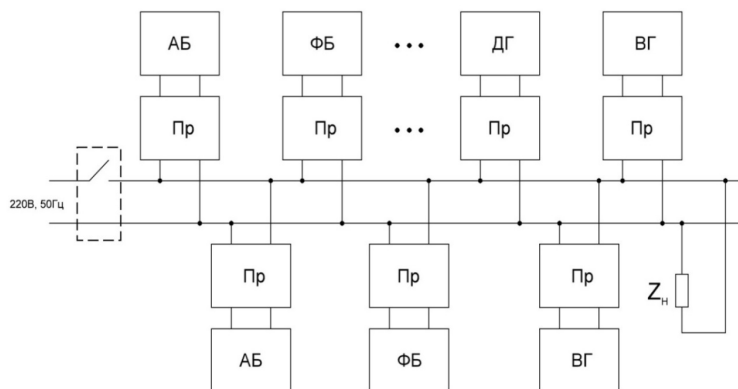 АБ ФБ ••• ДГ ВГ
Пр Пр ••• Пр Пр
220В, 50Гц
Пр Пр Пр Zн
АБ ФБ ВГ